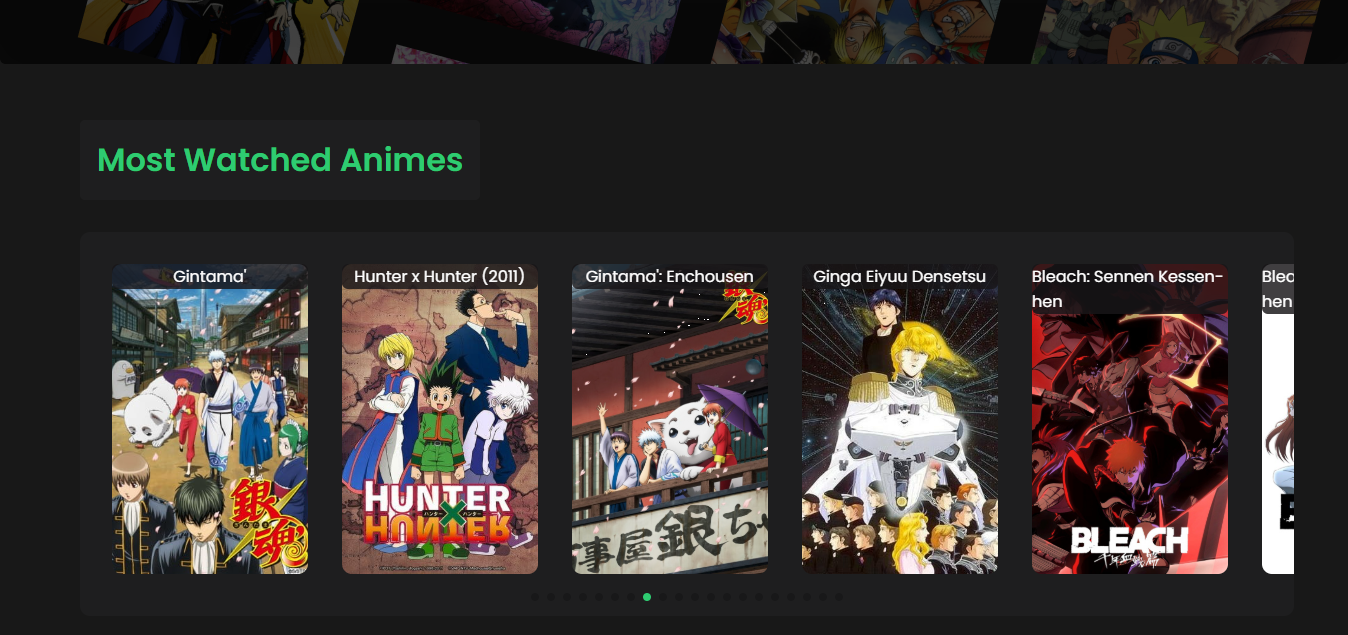 Most Watched Animes
Gintama'
Hunter x Hunter (2011)
Gintama': Enchousen
Ginga Eiyuu Densetsu
Bleach: Sennen Kessen-
hen
hen
銀
魂
HUNTER
ハンター×ハンター
HUNTER
銀
魂
事屋銀ち
BLEACH
千年血戦篇